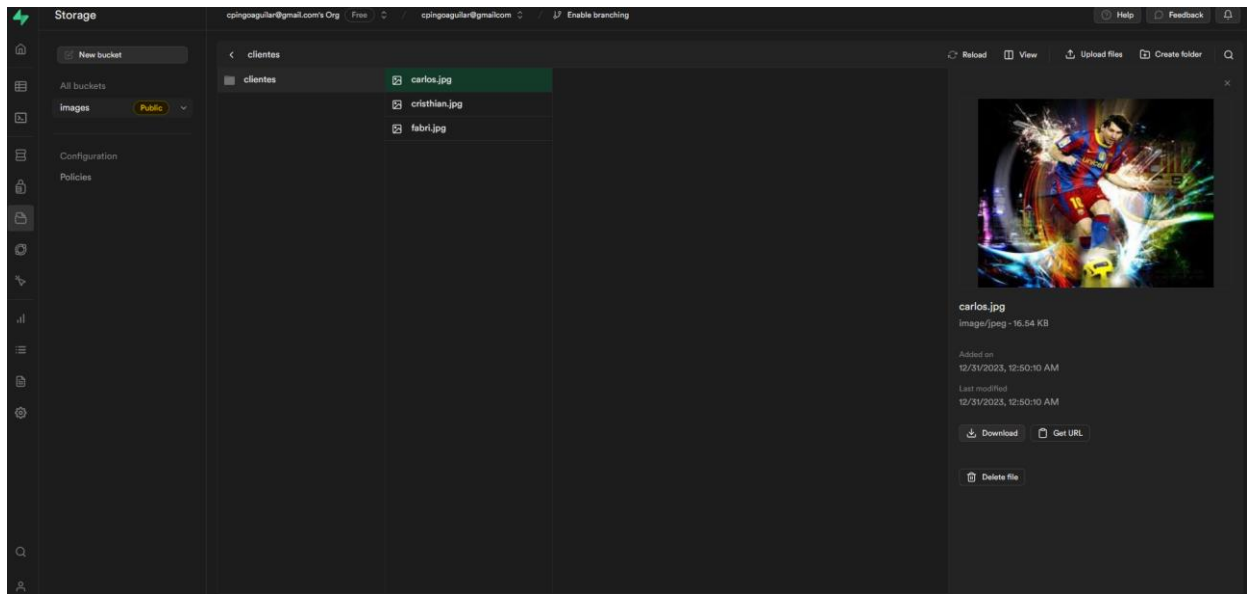 Storage
cpingoaguilar@gmail.com's Org Free / cpingoaguilar@gmailcom / Enable branching
Help
Feedback
New bucket
All buckets
images Public
Configuration
Policies
clientes
Reload
View
Upload files
Create folder
clientes
carlos.jpg
cristhian.jpg
fabri.jpg
unicef
10
carlos.jpg
image/jpeg - 16.54 KB
Added on
12/31/2023, 12:50:10 AM
Last modified
12/31/2023, 12:50:10 AM
Download
Get URL
Delete file